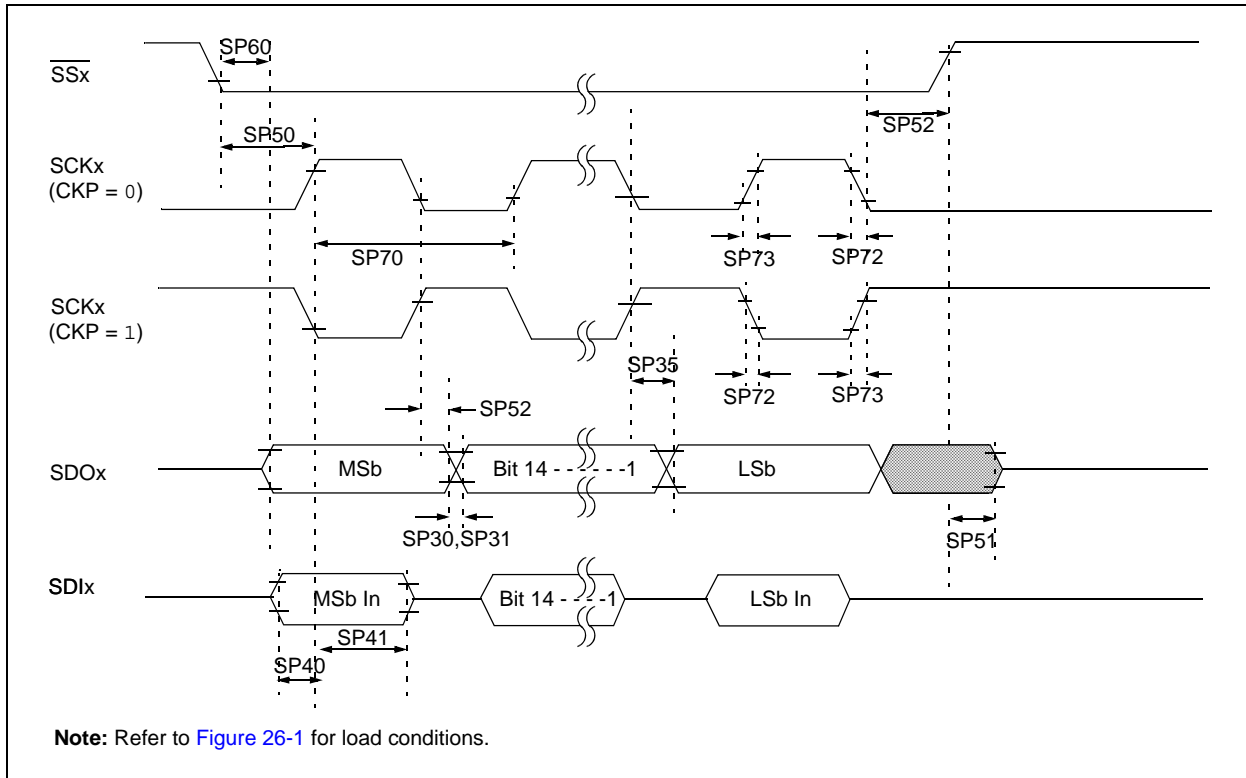 SP60
SSx
SP50
SP52
SCKx
(CKP = 0)
SP70
SP73
SP72
SCKx
(CKP = 1)
SP35
SP72
SP73
SP52
SDOx
MSb
Bit 14 - - - - - -1
LSb
SP30,SP31
SP51
SDIx
MSb In
Bit 14 - - - -1
LSb In
SP41
SP40
Note: Refer to Figure 26-1 for load conditions.